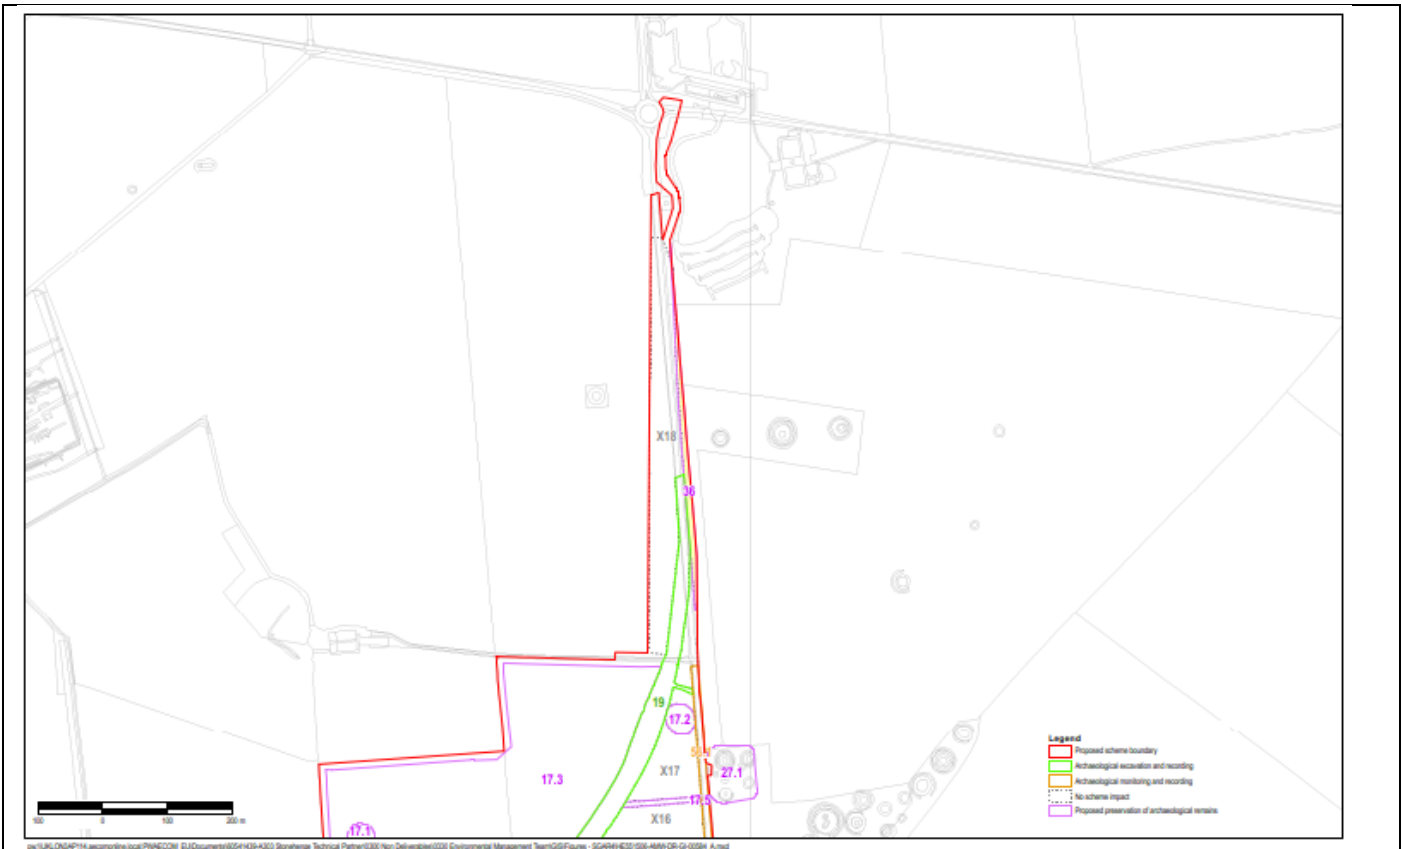 X18
36
19
17.2
17.3
X17
27.1
17.5
X16
17.1
100 0 100 200 m
Legend
Proposed scheme boundary
Archaeological excavation and recording
Archaeological monitoring and recording
No scheme impact
Proposed preservation of archaeological remains